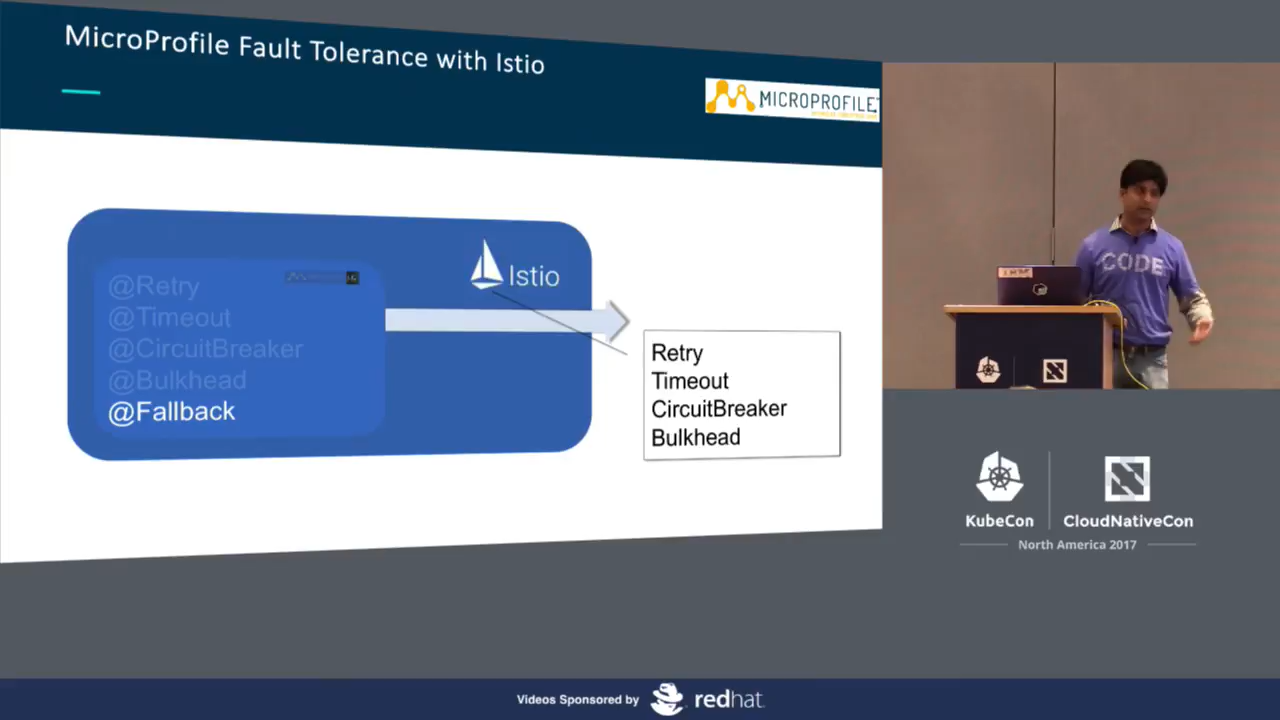 MicroProfile Fault Tolerance with Istio
MICROPROFILE
@Retry
@Timeout
@CircuitBreaker
@Bulkhead
@Fallback
Istio
Retry
Timeout
CircuitBreaker
Bulkhead
CODE
KubeCon
CloudNativeCon
North America 2017
Videos Sponsored by
redhat